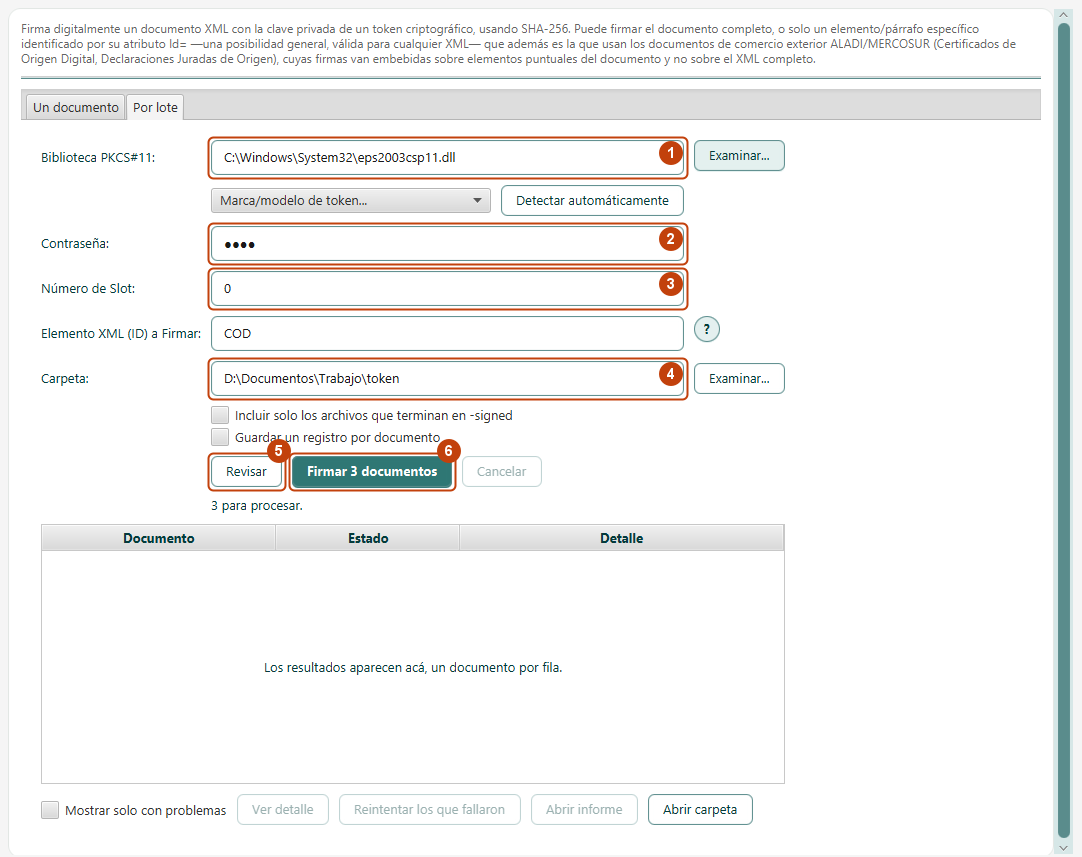 Firma digitalmente un documento XML con la clave privada de un token criptográfico, usando SHA-256. Puede firmar el documento completo, o solo un elemento/párrafo específico
identificado por su atributo Id= —una posibilidad general, válida para cualquier XML— que además es la que usan los documentos de comercio exterior ALADI/MERCOSUR (Certificados de
Origen Digital, Declaraciones Juradas de Origen), cuyas firmas van embebidas sobre elementos puntuales del documento y no sobre el XML completo.
Un documento Por lote
Biblioteca PKCS#11: C:\Windows\System32\eps2003csp11.dll 1 Examinar...
Marca/modelo de token... Detectar automáticamente
Contraseña: ●●●● 2
Número de Slot: 0 3
Elemento XML (ID) a Firmar: COD ?
Carpeta: D:\Documentos\Trabajo\token 4 Examinar...
Incluir solo los archivos que terminan en -signed
Guardar un registro por documento
Revisar 5 Firmar 3 documentos 6 Cancelar
3 para procesar.
Documento Estado Detalle
Los resultados aparecen acá, un documento por fila.
Mostrar solo con problemas Ver detalle Reintentar los que fallaron Abrir informe Abrir carpeta